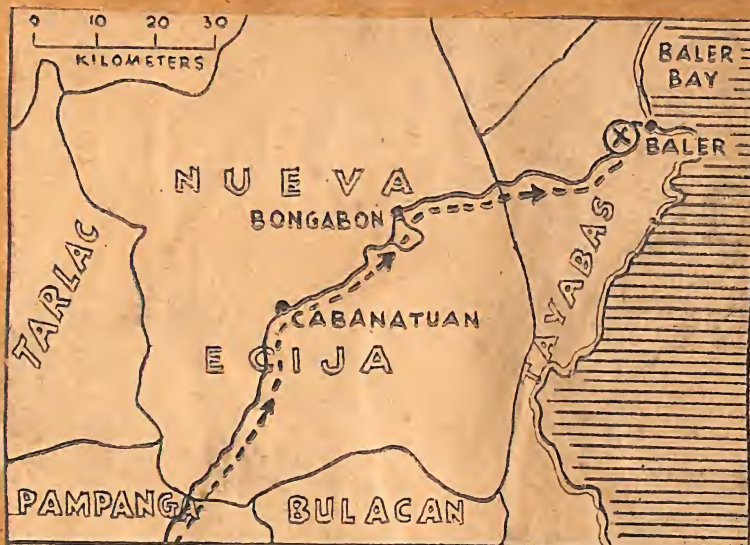 0 10 20 30
KILOMETERS
BALER
BAY
X
BALER
NUEVA
BONGABON
TARLAC
TAYABAS
CABANATUAN
ECIJA
PAMPANGA
BULACAN